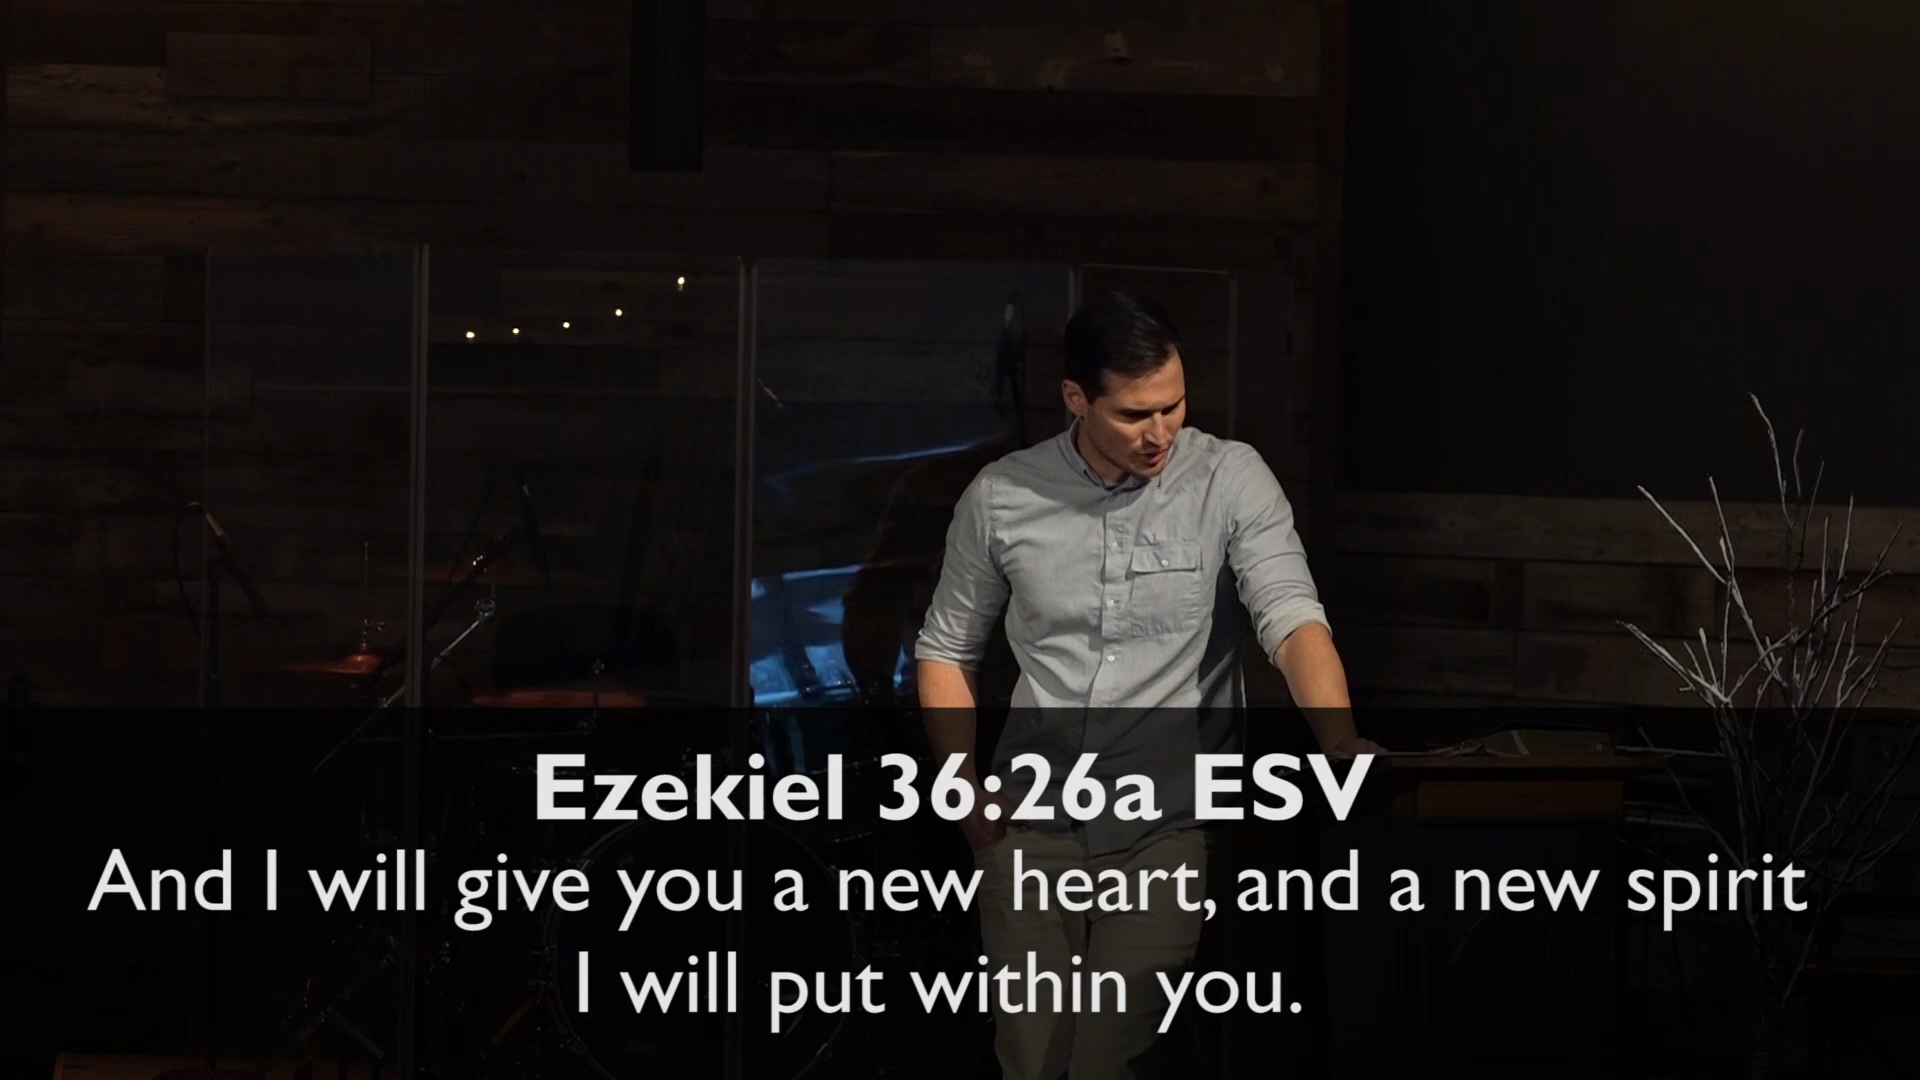 Ezekiel 36:26a ESV
And I will give you a new heart, and a new spirit
I will put within you.